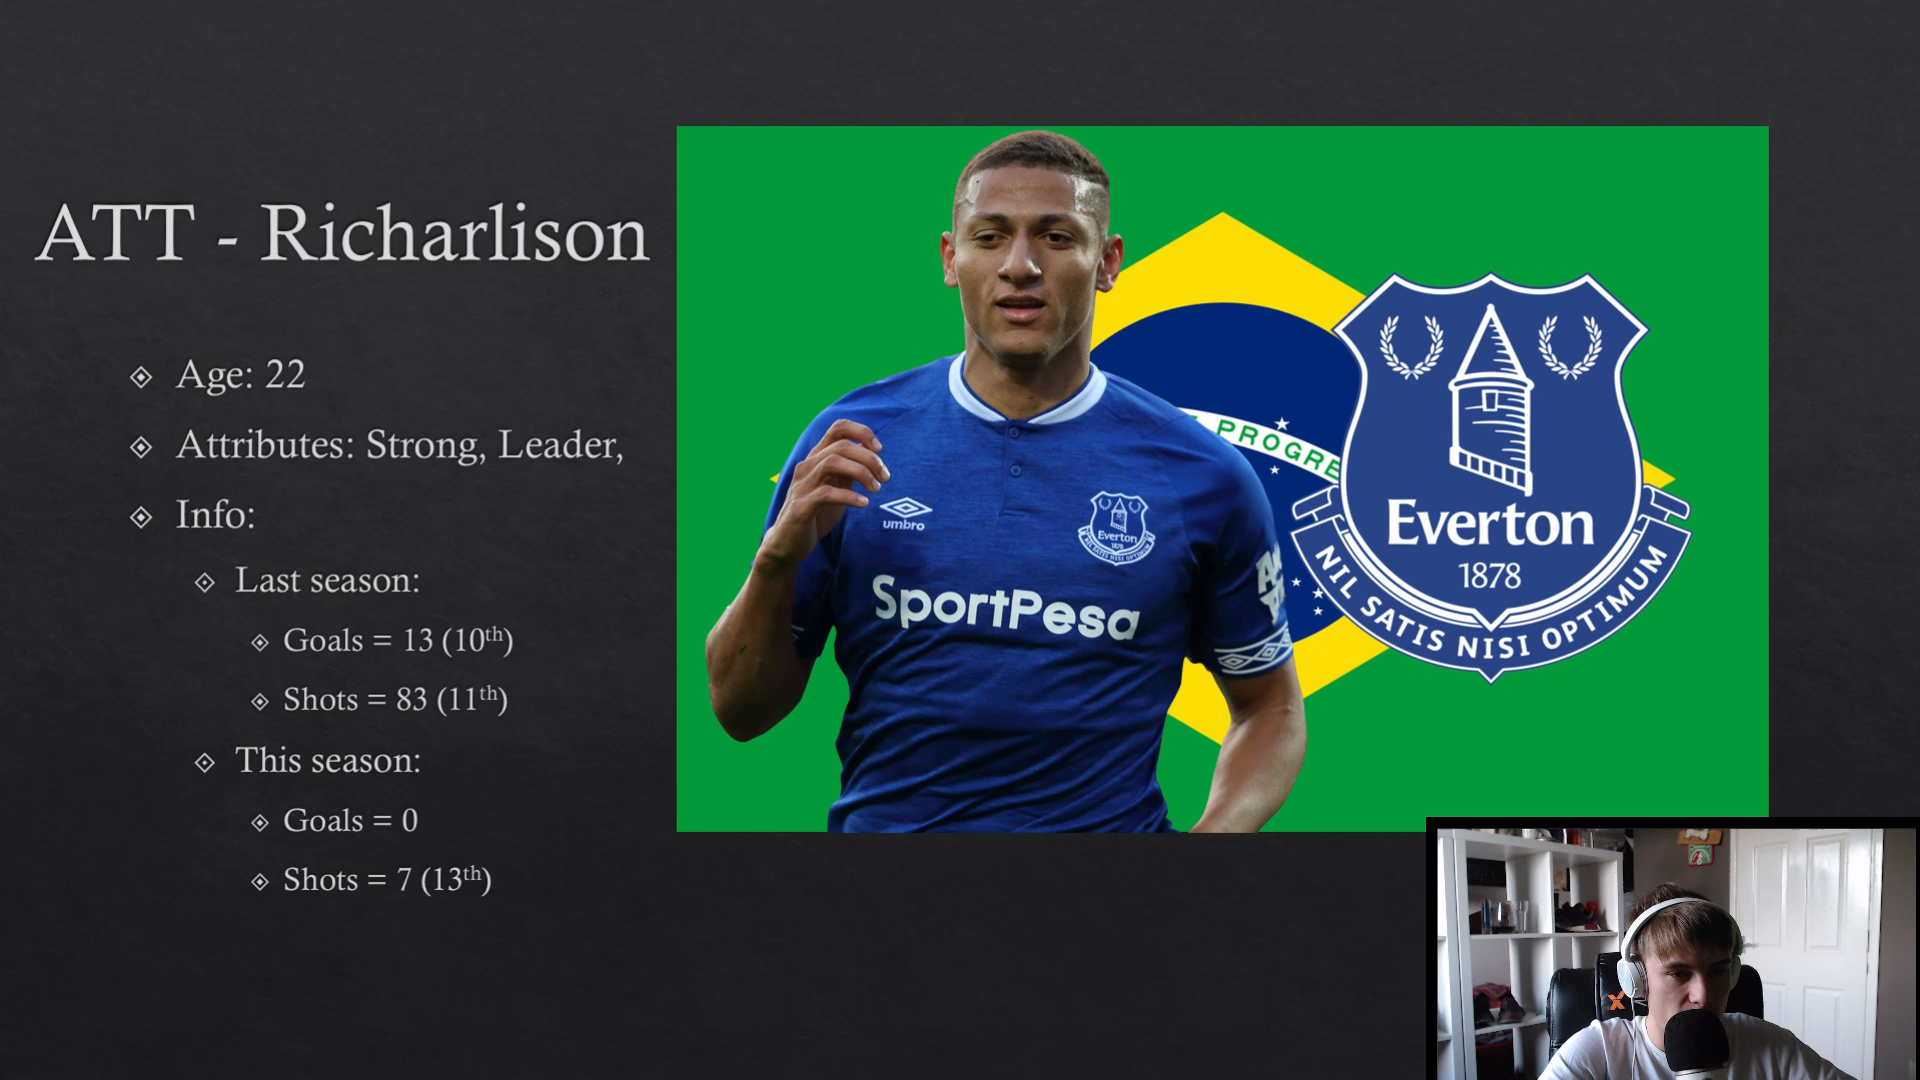 ATT - Richarlison
Age: 22
Attributes: Strong, Leader,
Info:
Last season:
Goals = 13 (10th)
Shots = 83 (11th)
This season:
Goals = 0
Shots = 7 (13th)
PROGRE
umbro
Everton
1878
SportPesa
Everton
1878
NIL SATIS NISI OPTIMUM